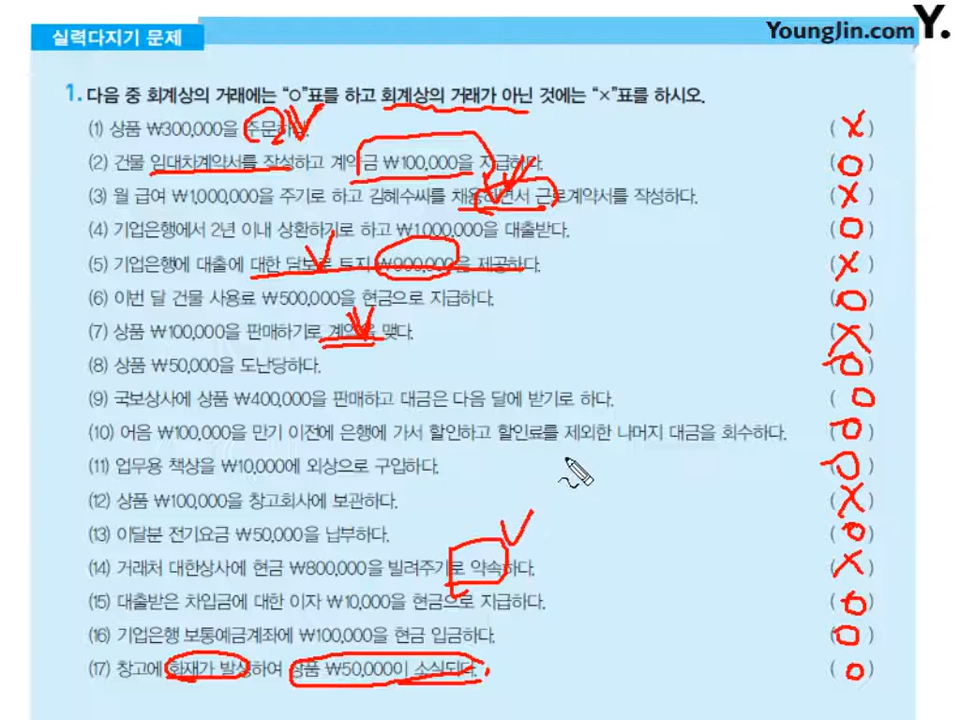 실력다지기 문제
YoungJin.com Y.
1. 다음 중 회계상의 거래에는 “O”표를 하고 회계상의 거래가 아닌 것에는 “×”표를 하시오.
(1) 상품 ₩300,000을 주문하다. ( X )
(2) 건물 임대차계약서를 작성하고 계약금 ₩100,000을 지급하다. ( O )
(3) 월 급여 ₩1,000,000을 주기로 하고 김혜수씨를 채용하면서 근로계약서를 작성하다. ( X )
(4) 기업은행에서 2년 이내 상환하기로 하고 ₩1,000,000을 대출받다. ( O )
(5) 기업은행에 대출에 대한 담보로 토지 ₩900,000을 제공하다. ( X )
(6) 이번 달 건물 사용료 ₩500,000을 현금으로 지급하다. ( O )
(7) 상품 ₩100,000을 판매하기로 계약을 맺다. ( X )
(8) 상품 ₩50,000을 도난당하다. ( O )
(9) 국보상사에 상품 ₩400,000을 판매하고 대금은 다음 달에 받기로 하다. ( O
(10) 어음 ₩100,000을 만기 이전에 은행에 가서 할인하고 할인료를 제외한 나머지 대금을 회수하다. ( O )
(11) 업무용 책상을 ₩10,000에 외상으로 구입하다. ( O )
(12) 상품 ₩100,000을 창고회사에 보관하다. ( X )
(13) 이달분 전기요금 ₩50,000을 납부하다. ( O )
(14) 거래처 대한상사에 현금 ₩800,000을 빌려주기로 약속하다. ( X )
(15) 대출받은 차입금에 대한 이자 ₩10,000을 현금으로 지급하다. ( O )
(16) 기업은행 보통예금계좌에 ₩100,000을 현금 입금하다. ( O )
(17) 창고에 화재가 발생하여 상품 ₩50,000이 소실되다. ( O )